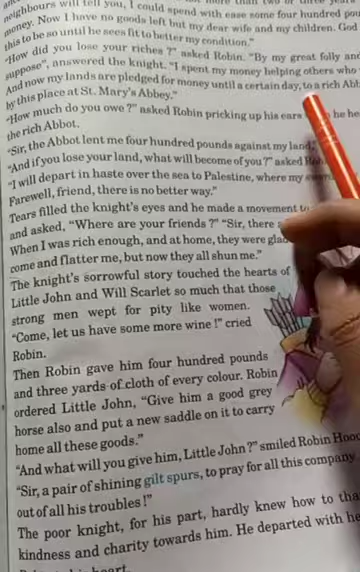 more than two or three years
neighbours will tell you, I could spend with ease some four hundred
money. Now I have no goods left but my dear wife and my children. God
this to be so until he sees fit to better my condition."
"How did you lose your riches ?" asked Robin. "By my great folly and
suppose", answered the knight. "I spent my money helping others who
And now my lands are pledged for money until a certain day, to a rich
by this place at St. Mary's Abbey."
"How much do you owe ?" asked Robin pricking up his ears he
the rich Abbot.
"Sir, the Abbot lent me four hundred pounds against my land,
"And if you lose your land, what will become of you ?" asked
"I will depart in haste over the sea to Palestine, where my
Farewell, friend, there is no better way."
Tears filled the knight's eyes and he made a movement
and asked, "Where are your friends ?" "Sir, there
When I was rich enough, and at home, they were
come and flatter me, but now they all shun me."
The knight's sorrowful story touched the hearts of
Little John and Will Scarlet so much that those
strong men wept for pity like women.
"Come, let us have some more wine !" cried
Robin.
Then Robin gave him four hundred pounds
and three yards of cloth of every colour. Robin
ordered Little John, "Give him a good grey
horse also and put a new saddle on it to carry
home all these goods."
"And what will you give him, Little John ?" smiled Robin
"Sir, a pair of shining gilt spurs, to pray for all this company.
out of all his troubles !"
The poor knight, for his part, hardly knew how to
kindness and charity towards him. He departed with
heart.